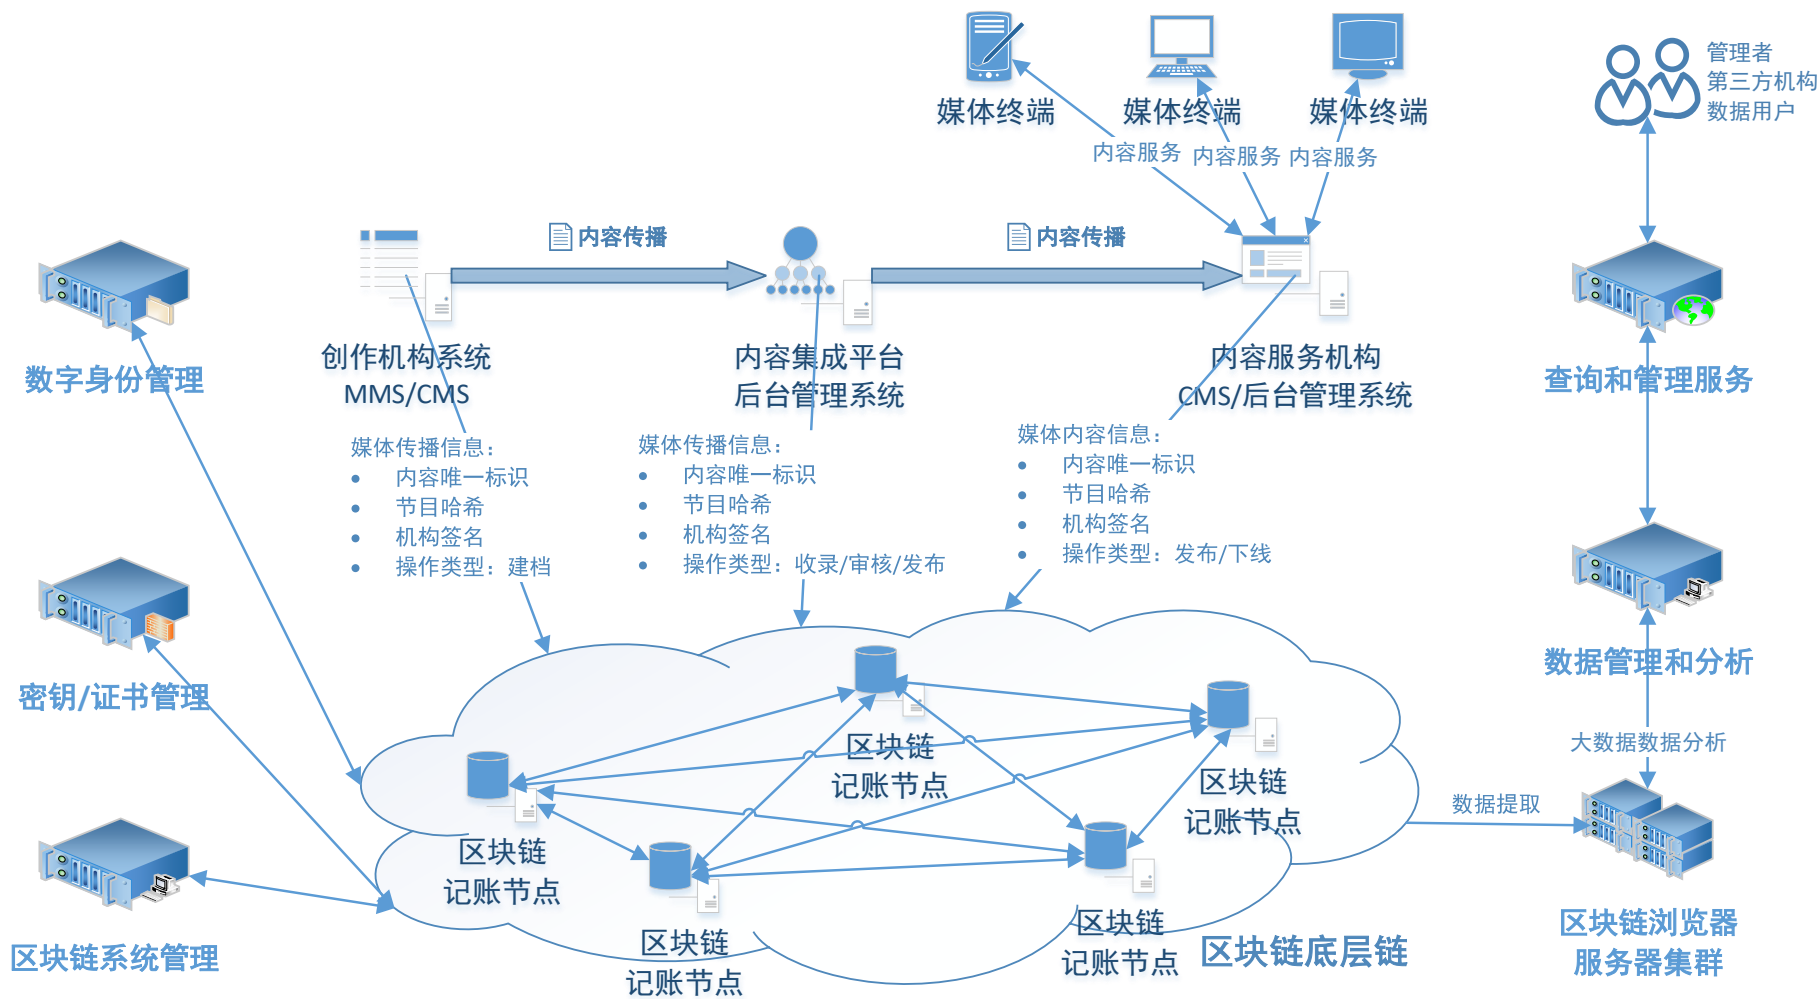 媒体终端
媒体终端
媒体终端
管理者
第三方机构
数据用户
内容服务
内容服务
内容服务
内容传播
内容传播
数字身份管理
创作机构系统
MMS/CMS
内容集成平台
后台管理系统
内容服务机构
CMS/后台管理系统
查询和管理服务
媒体传播信息：
● 内容唯一标识
● 节目哈希
● 机构签名
● 操作类型：建档
媒体传播信息：
● 内容唯一标识
● 节目哈希
● 机构签名
● 操作类型：收录/审核/发布
媒体内容信息：
● 内容唯一标识
● 节目哈希
● 机构签名
● 操作类型：发布/下线
密钥/证书管理
数据管理和分析
大数据数据分析
区块链
记账节点
区块链
记账节点
区块链
记账节点
区块链
记账节点
区块链
记账节点
数据提取
区块链系统管理
区块链底层链
区块链浏览器
服务器集群